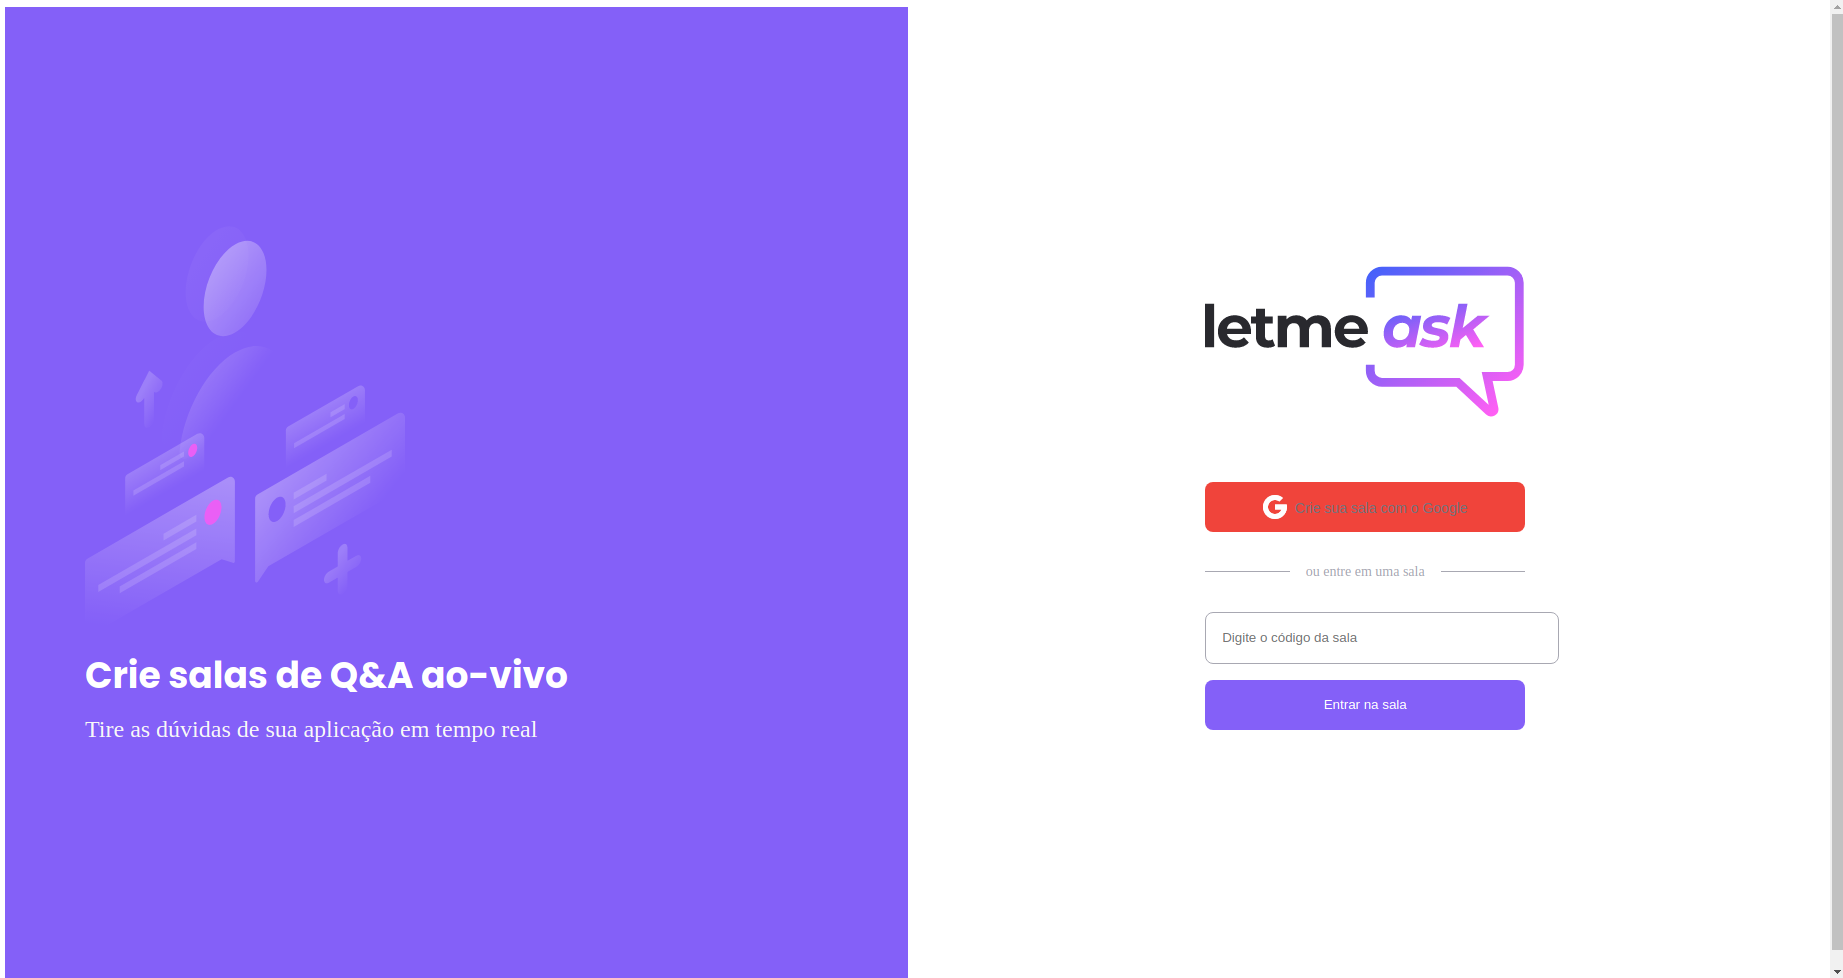 Crie salas de Q&A ao-vivo
Tire as dúvidas de sua aplicação em tempo real
letme ask
Crie sua sala com o Google
ou entre em uma sala
Digite o código da sala
Entrar na sala